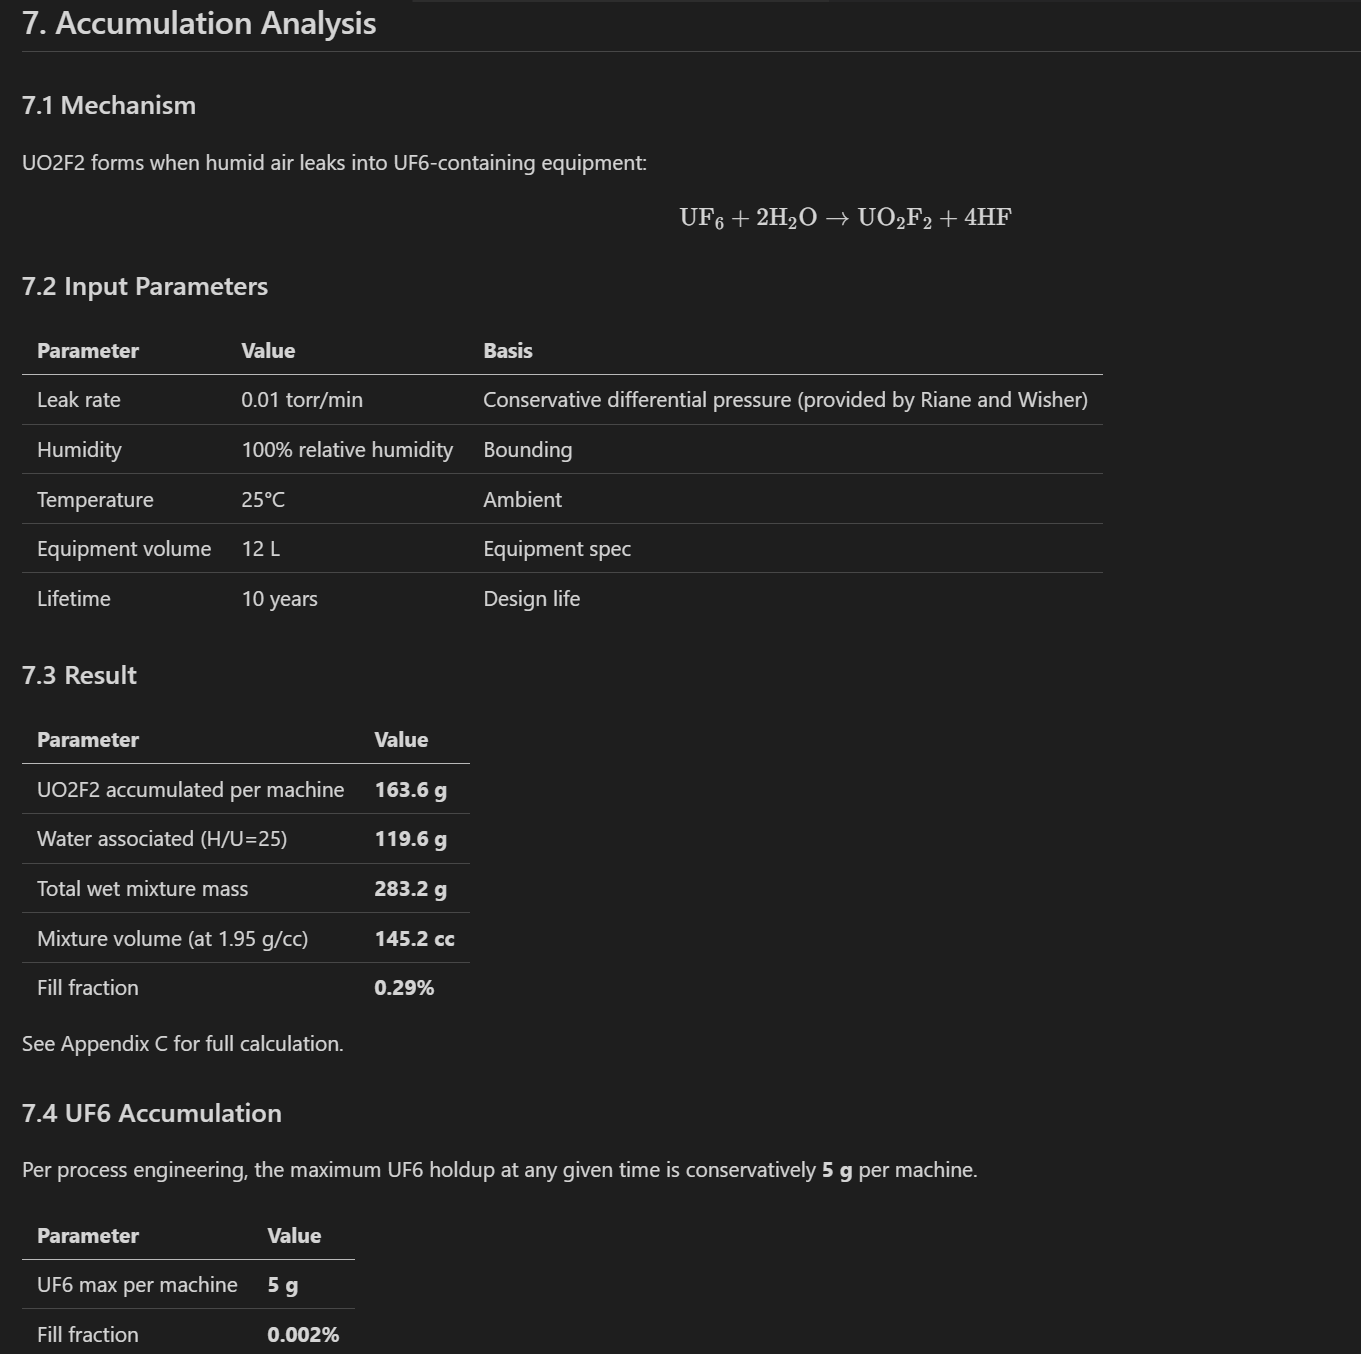 7. Accumulation Analysis
7.1 Mechanism
UO2F2 forms when humid air leaks into UF6-containing equipment:
UF₆ + 2H₂O → UO₂F₂ + 4HF
7.2 Input Parameters
Parameter Value Basis
Leak rate 0.01 torr/min Conservative differential pressure (provided by Riane and Wisher)
Humidity 100% relative humidity Bounding
Temperature 25°C Ambient
Equipment volume 12 L Equipment spec
Lifetime 10 years Design life
7.3 Result
Parameter Value
UO2F2 accumulated per machine 163.6 g
Water associated (H/U=25) 119.6 g
Total wet mixture mass 283.2 g
Mixture volume (at 1.95 g/cc) 145.2 cc
Fill fraction 0.29%
See Appendix C for full calculation.
7.4 UF6 Accumulation
Per process engineering, the maximum UF6 holdup at any given time is conservatively 5 g per machine.
Parameter Value
UF6 max per machine 5 g
Fill fraction 0.002%